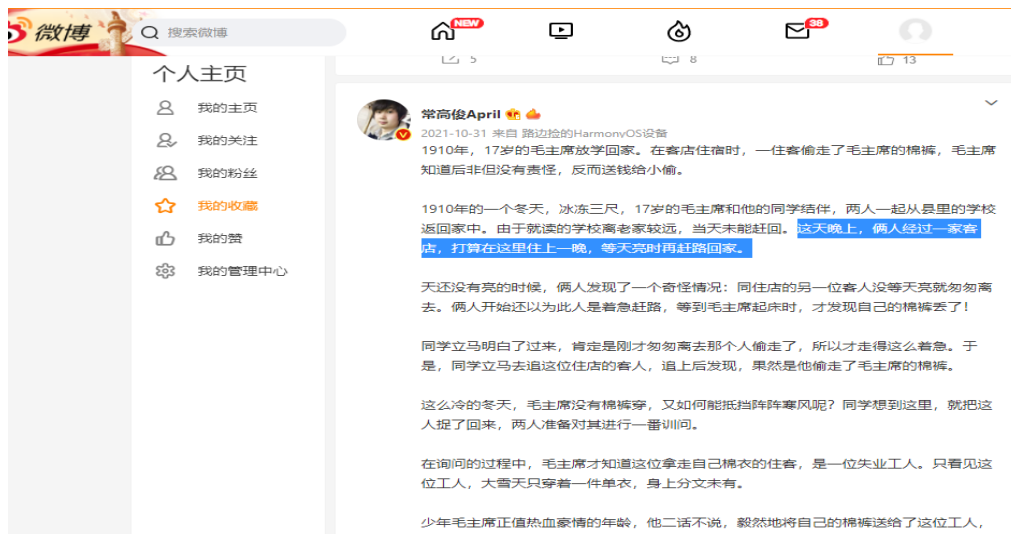 微博
搜索微博
NEW
38
5
8
13
个人主页
我的主页
我的关注
我的粉丝
我的收藏
我的赞
我的管理中心
常高俊April
2021-10-31 来自 路边捡的HarmonyOS设备
1910年，17岁的毛主席放学回家。在客店住宿时，一住客偷走了毛主席的棉裤，毛主席
知道后非但没有责怪，反而送钱给小偷。
1910年的一个冬天，冰冻三尺，17岁的毛主席和他的同学结伴，两人一起从县里的学校
返回家中。由于就读的学校离老家较远，当天未能赶回。这天晚上，俩人经过一家客
店，打算在这里住上一晚，等天亮时再赶路回家。
天还没有亮的时候，俩人发现了一个奇怪情况：同住店的另一位客人没等天亮就匆匆离
去。俩人开始还以为此人是着急赶路，等到毛主席起床时，才发现自己的棉裤丢了！
同学立马明白了过来，肯定是刚才匆匆离去那个人偷走了，所以才走得这么着急。于
是，同学立马去追这位住店的客人，追上后发现，果然是他偷走了毛主席的棉裤。
这么冷的冬天，毛主席没有棉裤穿，又如何能抵挡阵阵寒风呢？同学想到这里，就把这
人捉了回来，两人准备对其进行一番训问。
在询问的过程中，毛主席才知道这位拿走自己棉衣的住客，是一位失业工人。只看见这
位工人，大雪天只穿着一件单衣，身上分文未有。
少年毛主席正值热血豪情的年龄，他二话不说，毅然地将自己的棉裤送给了这位工人，